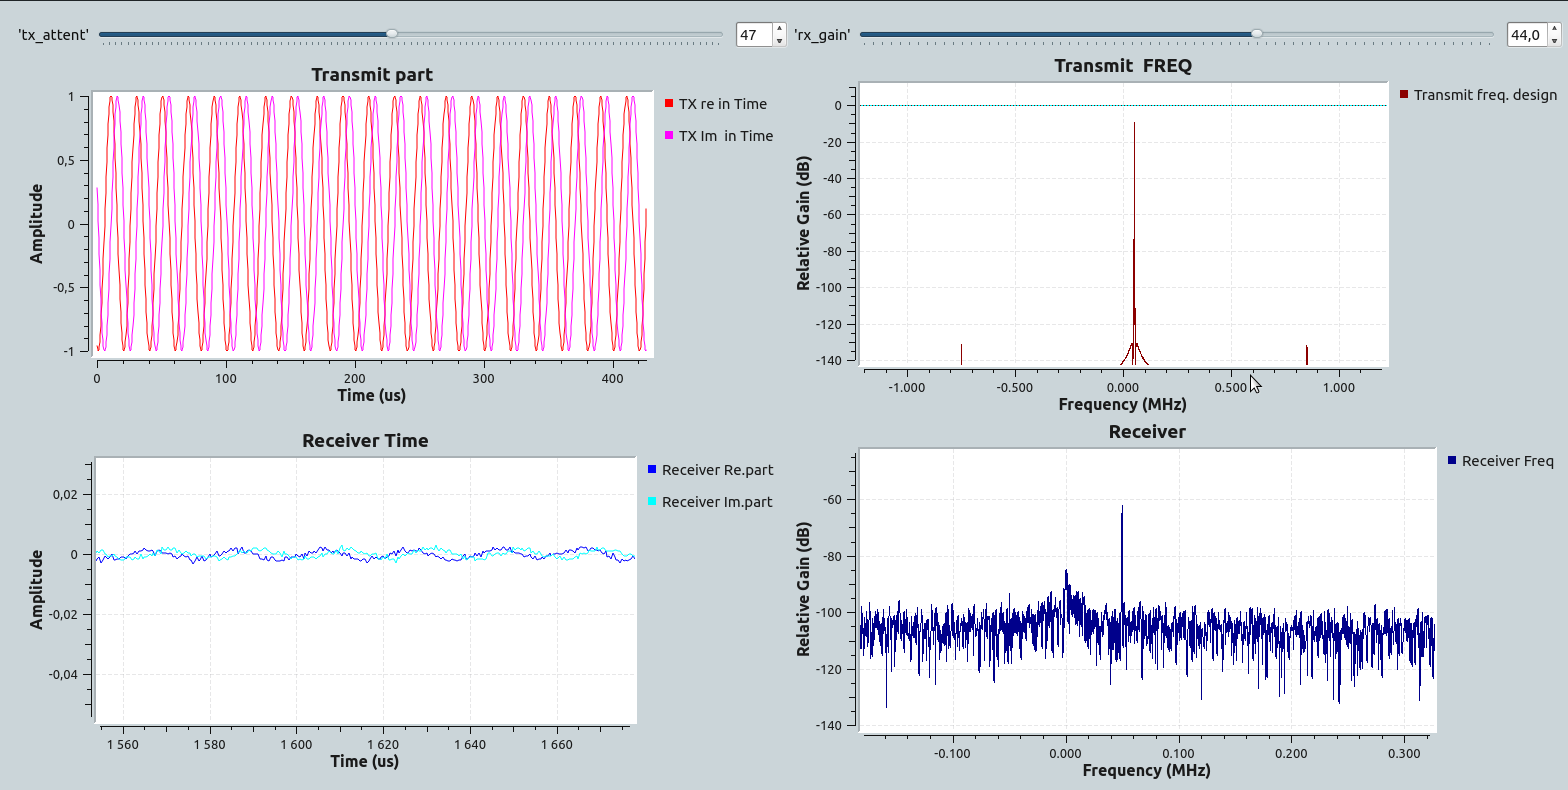 'tx_attent'
47
'rx_gain'
44,0
Transmit part
1
0,5
0
-0,5
-1
Amplitude
0
100
200
300
400
Time (us)
TX re in Time
TX Im  in Time
Transmit  FREQ
0
-20
-40
-60
-80
-100
-120
-140
Relative Gain (dB)
-1.000
-0.500
0.000
0.500
1.000
Frequency (MHz)
Transmit freq. design
Receiver Time
0,02
0
-0,02
-0,04
Amplitude
1 560
1 580
1 600
1 620
1 640
1 660
Time (us)
Receiver Re.part
Receiver Im.part
Receiver
-60
-80
-100
-120
-140
Relative Gain (dB)
-0.100
0.000
0.100
0.200
0.300
Frequency (MHz)
Receiver Freq